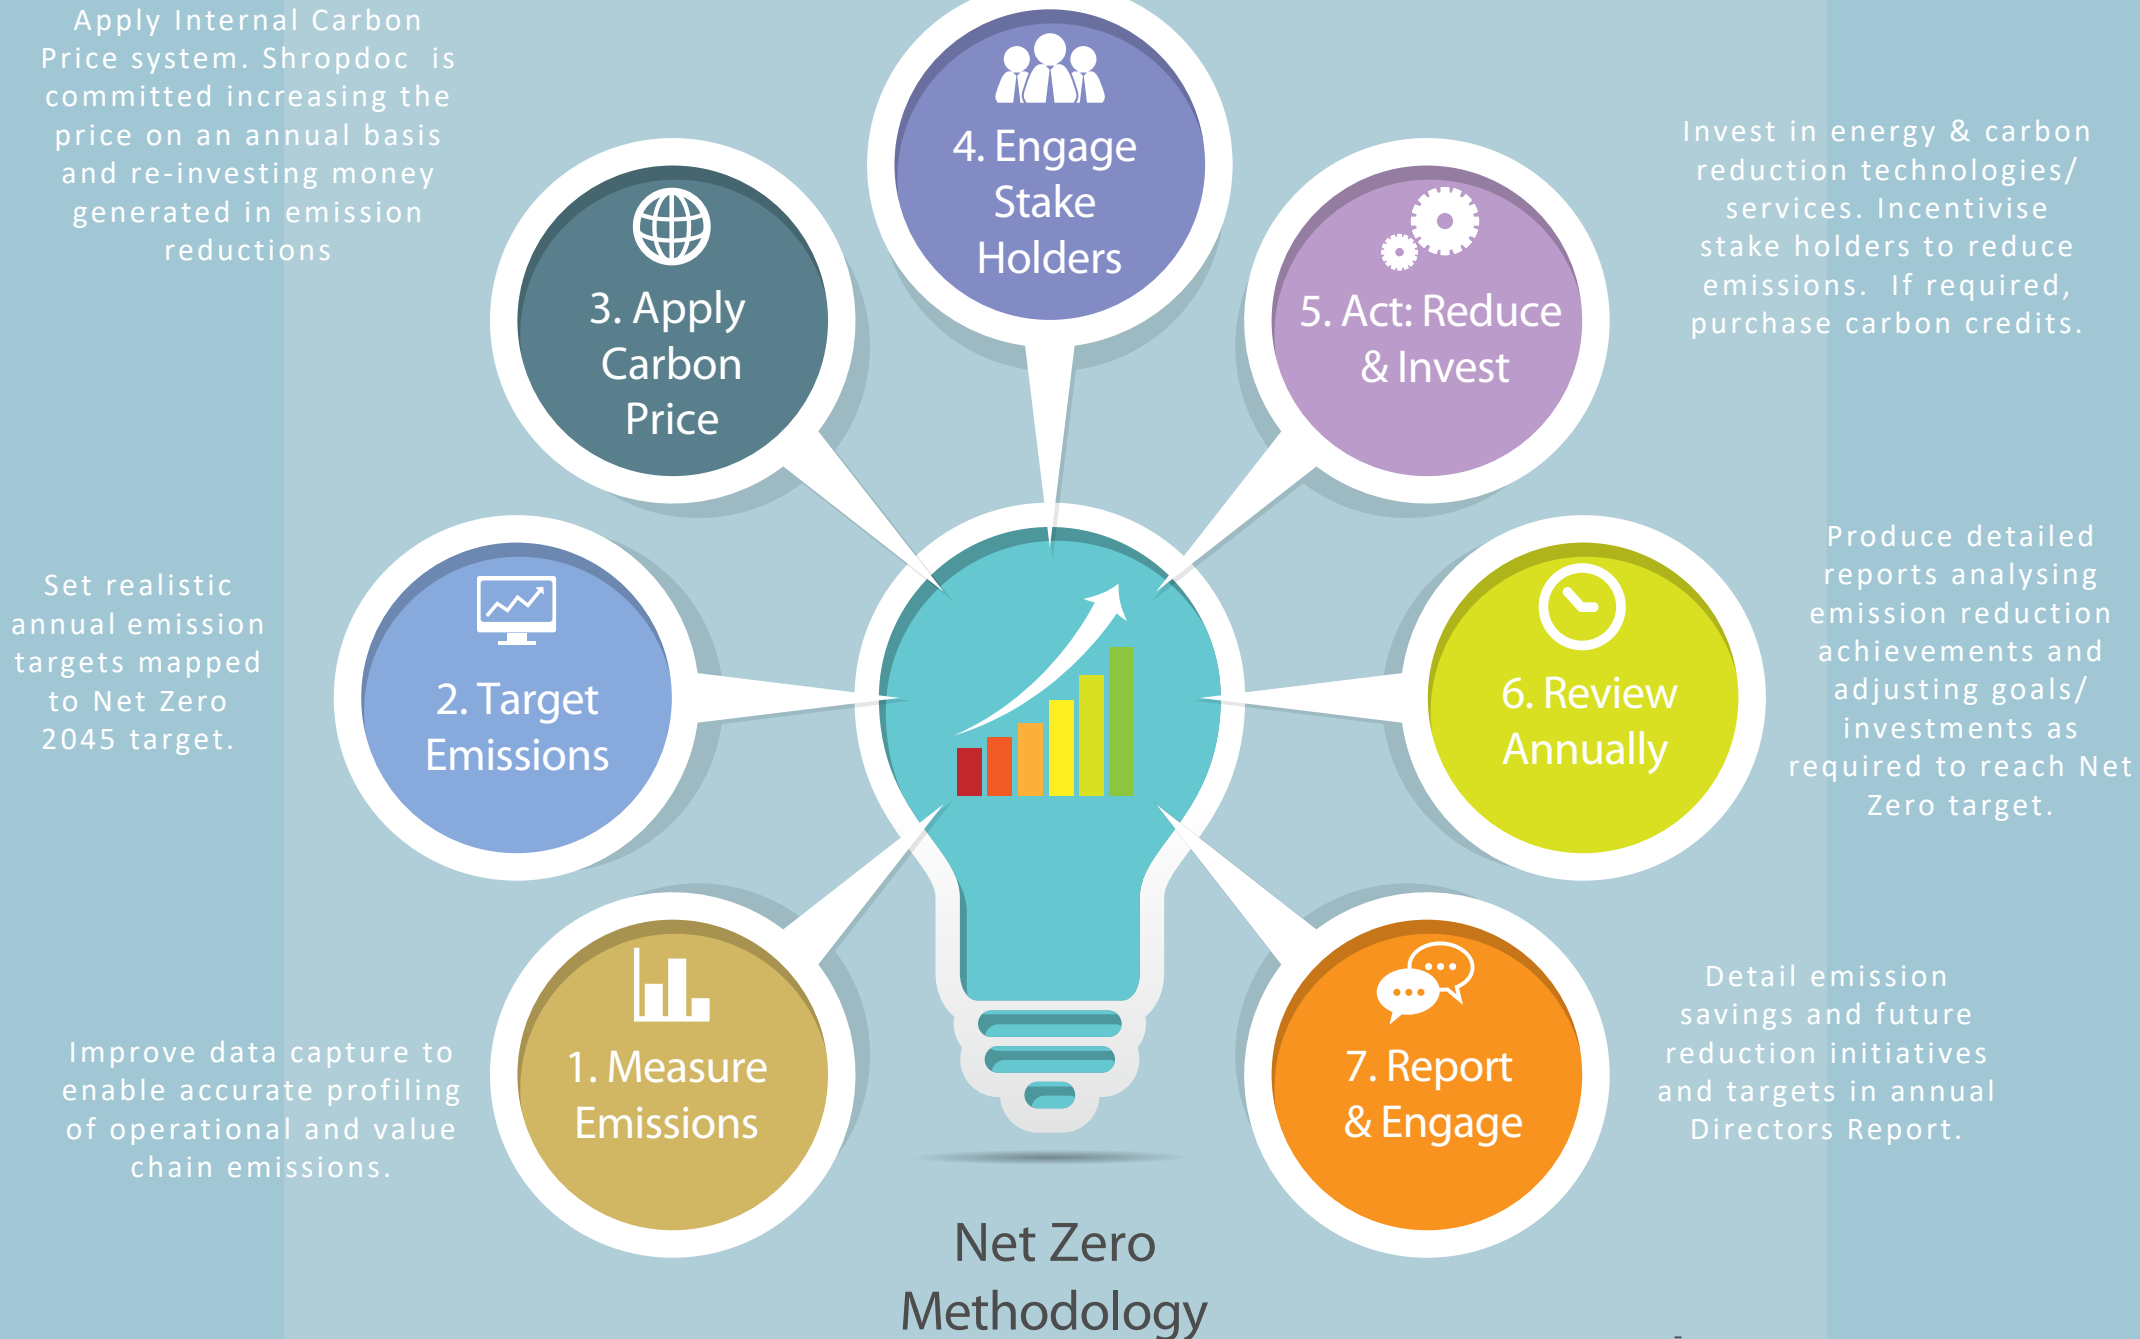 Apply Internal Carbon
Price system. Shropdoc is
committed increasing the
price on an annual basis
and re-investing money
generated in emission
reductions
4. Engage
Stake
Holders
Invest in energy & carbon
reduction technologies/
services. Incentivise
stake holders to reduce
emissions. If required,
purchase carbon credits.
3. Apply
Carbon
Price
5. Act: Reduce
& Invest
Set realistic
annual emission
targets mapped
to Net Zero
2045 target.
2. Target
Emissions
6. Review
Annually
Produce detailed
reports analysing
emission reduction
achievements and
adjusting goals/
investments as
required to reach Net
Zero target.
Improve data capture to
enable accurate profiling
of operational and value
chain emissions.
1. Measure
Emissions
7. Report
& Engage
Detail emission
savings and future
reduction initiatives
and targets in annual
Directors Report.
Net Zero
Methodology